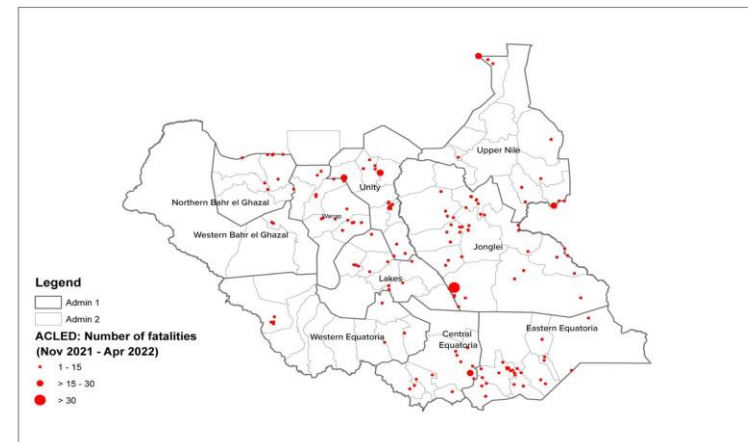 Upper Nile
Unity
Northern Bahr el Ghazal
Warrap
Western Bahr el Ghazal
Jonglei
Lakes
Western Equatoria
Central
Equatoria
Eastern Equatoria
Legend
Admin 1
Admin 2
ACLED: Number of fatalities
(Nov 2021 - Apr 2022)
1 - 15
> 15 - 30
> 30